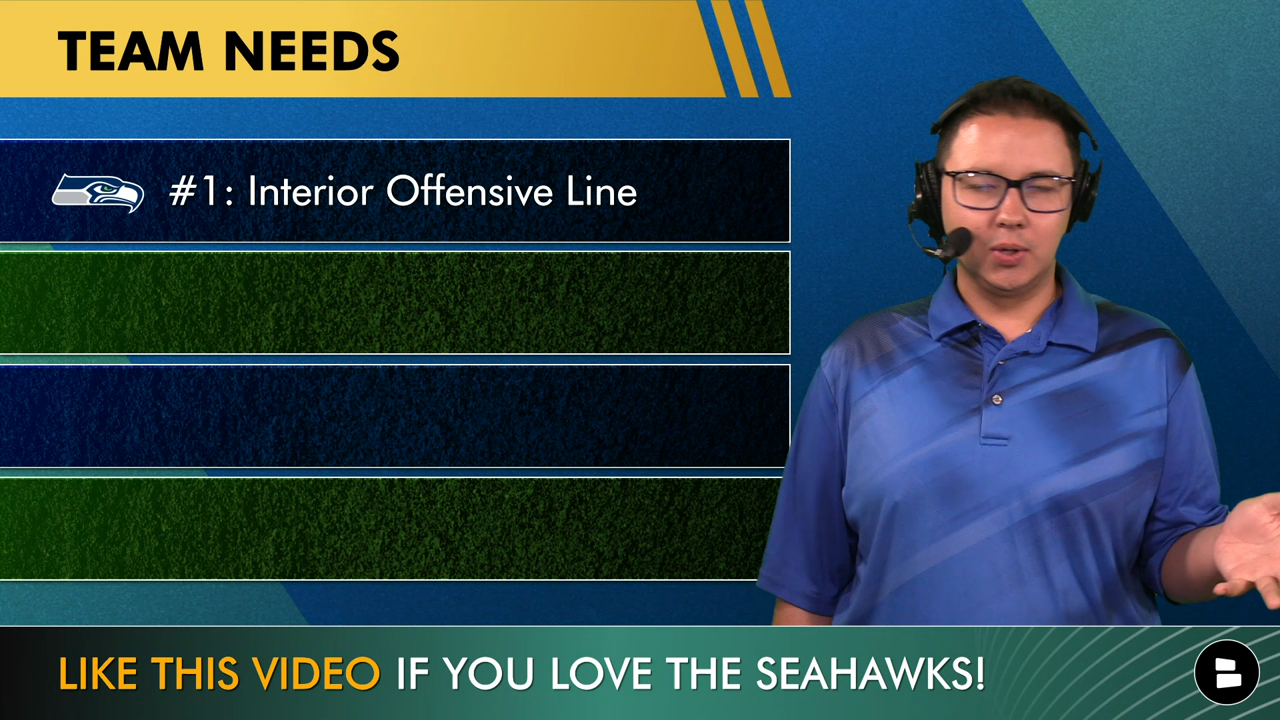 TEAM NEEDS
#1: Interior Offensive Line
LIKE THIS VIDEO IF YOU LOVE THE SEAHAWKS!